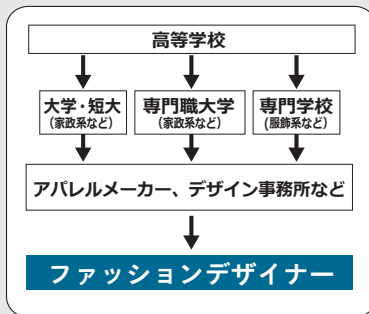 高等学校
大学・短大
(家政系など)
専門職大学
(家政系など)
専門学校
(服飾系など)
アパレルメーカー、デザイン事務所など
ファッションデザイナー